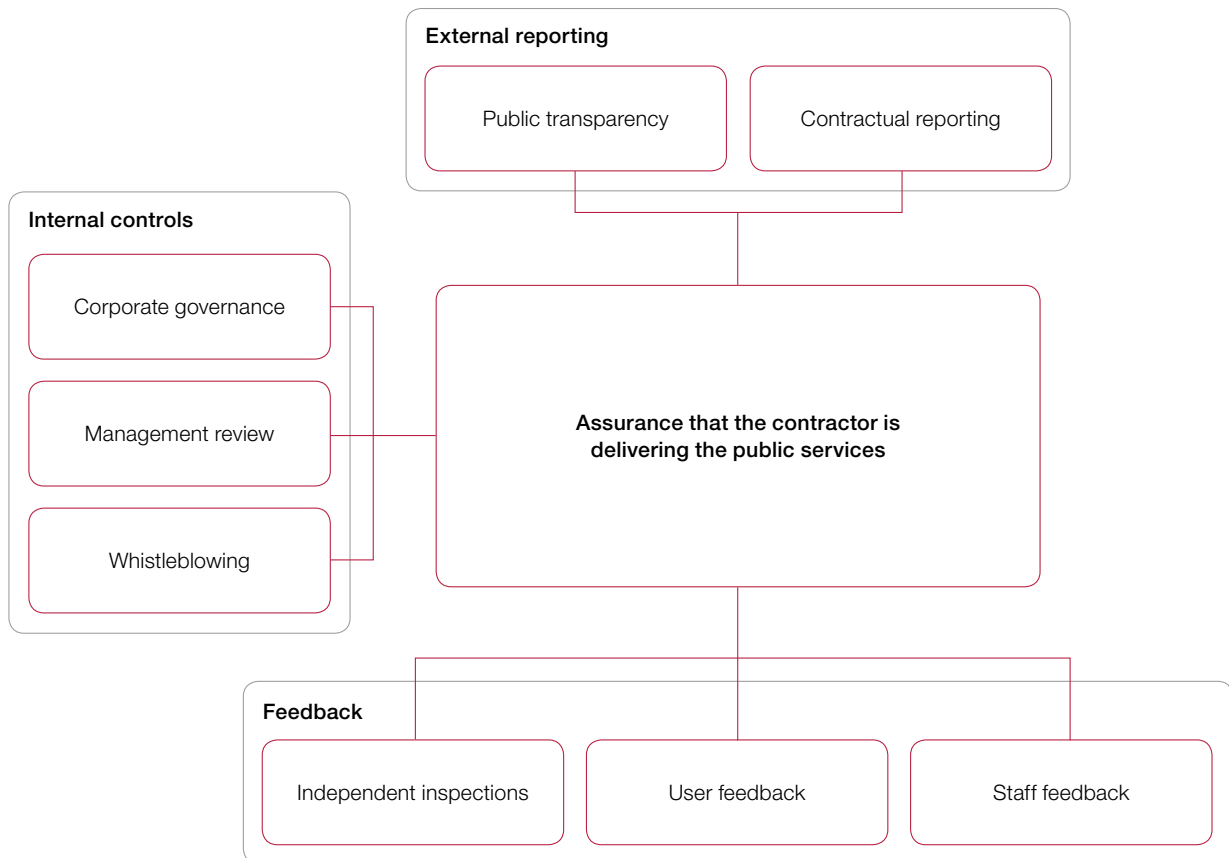 External reporting
Public transparency
Contractual reporting
Internal controls
Corporate governance
Management review
Whistleblowing
Assurance that the contractor is
delivering the public services
Feedback
Independent inspections
User feedback
Staff feedback